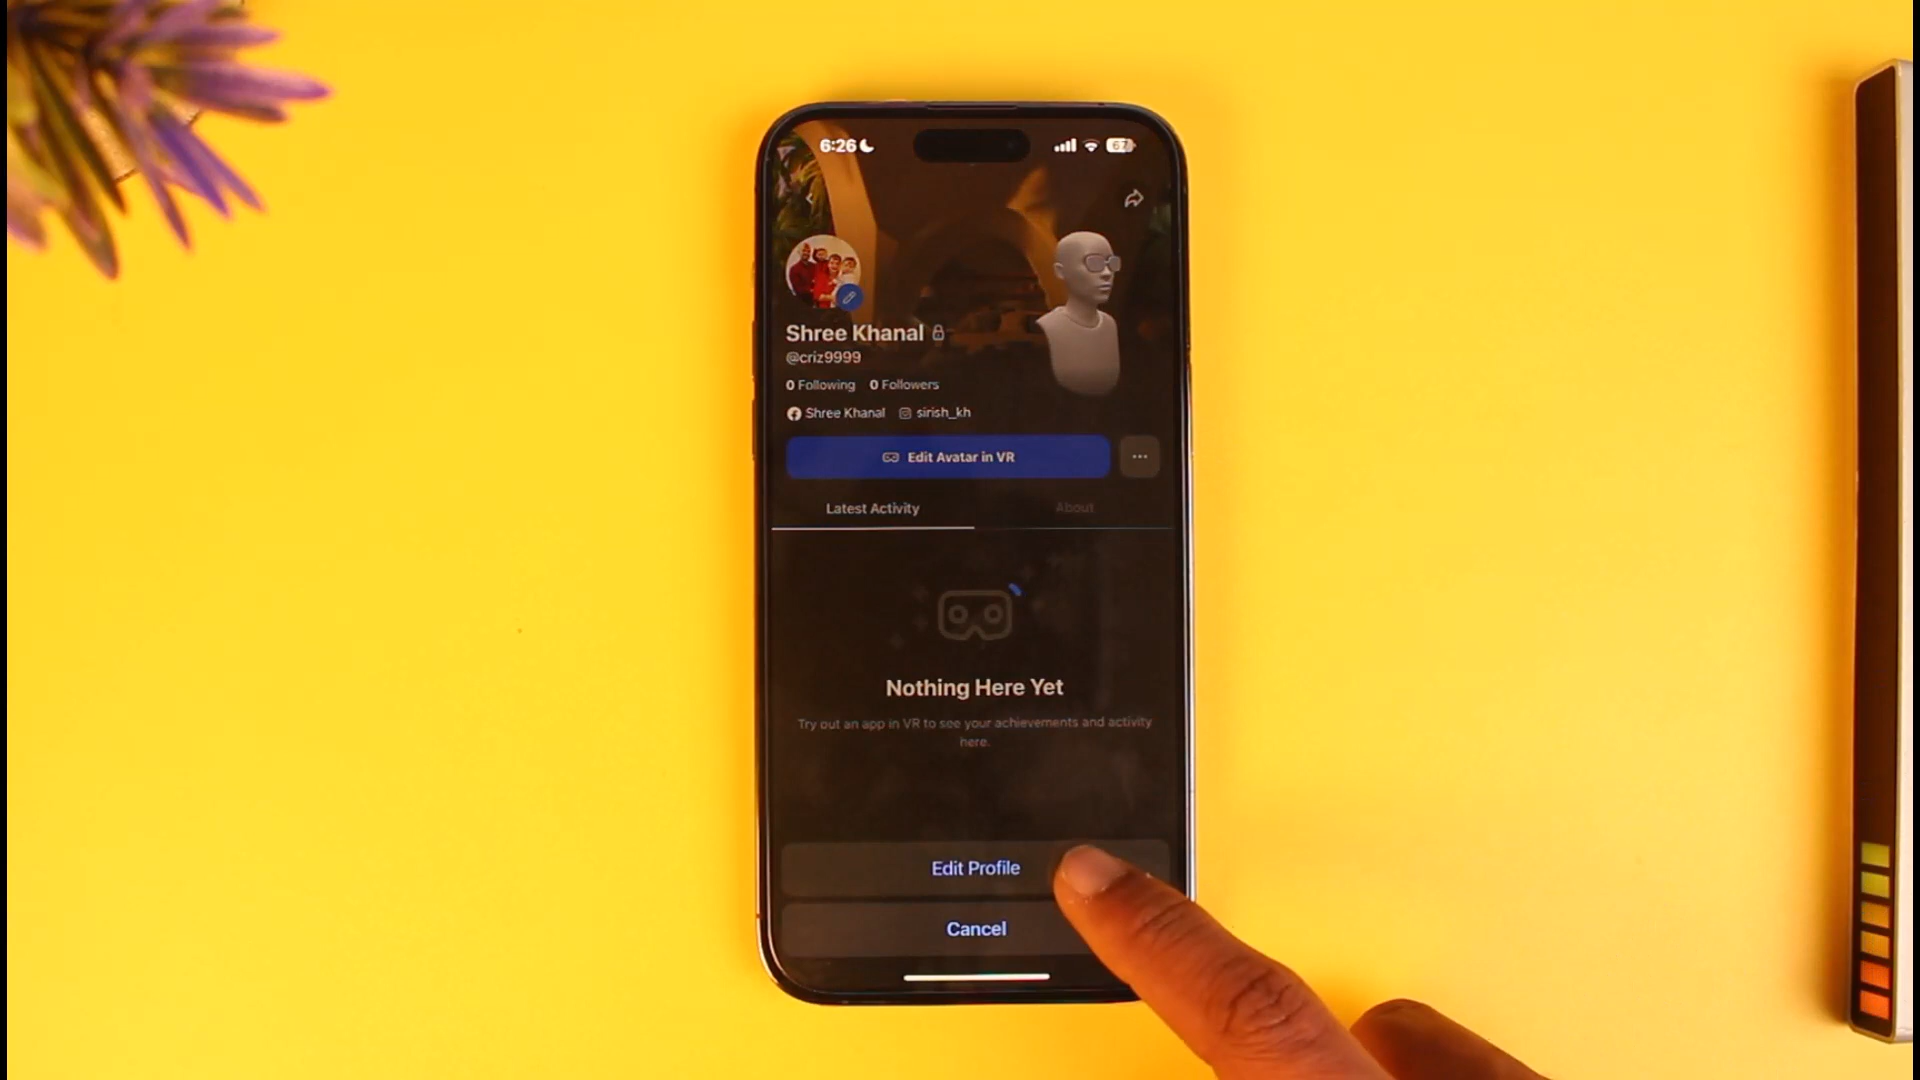 6:26
67
Shree Khanal
@criz9999
0 Following 0 Followers
Shree Khanal sirish_kh
Edit Avatar in VR
Latest Activity About
Nothing Here Yet
Try out an app in VR to see your achievements and activity
here.
Edit Profile
Cancel